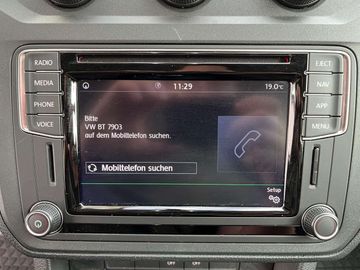 RADIO
MEDIA
PHONE
VOICE
EJECT
NAV
APP
MENU
11:29
19.0°C
Bitte
VW BT 7903
auf dem Mobiltelefon suchen.
Mobiltelefon suchen
Setup
OFF
OFF